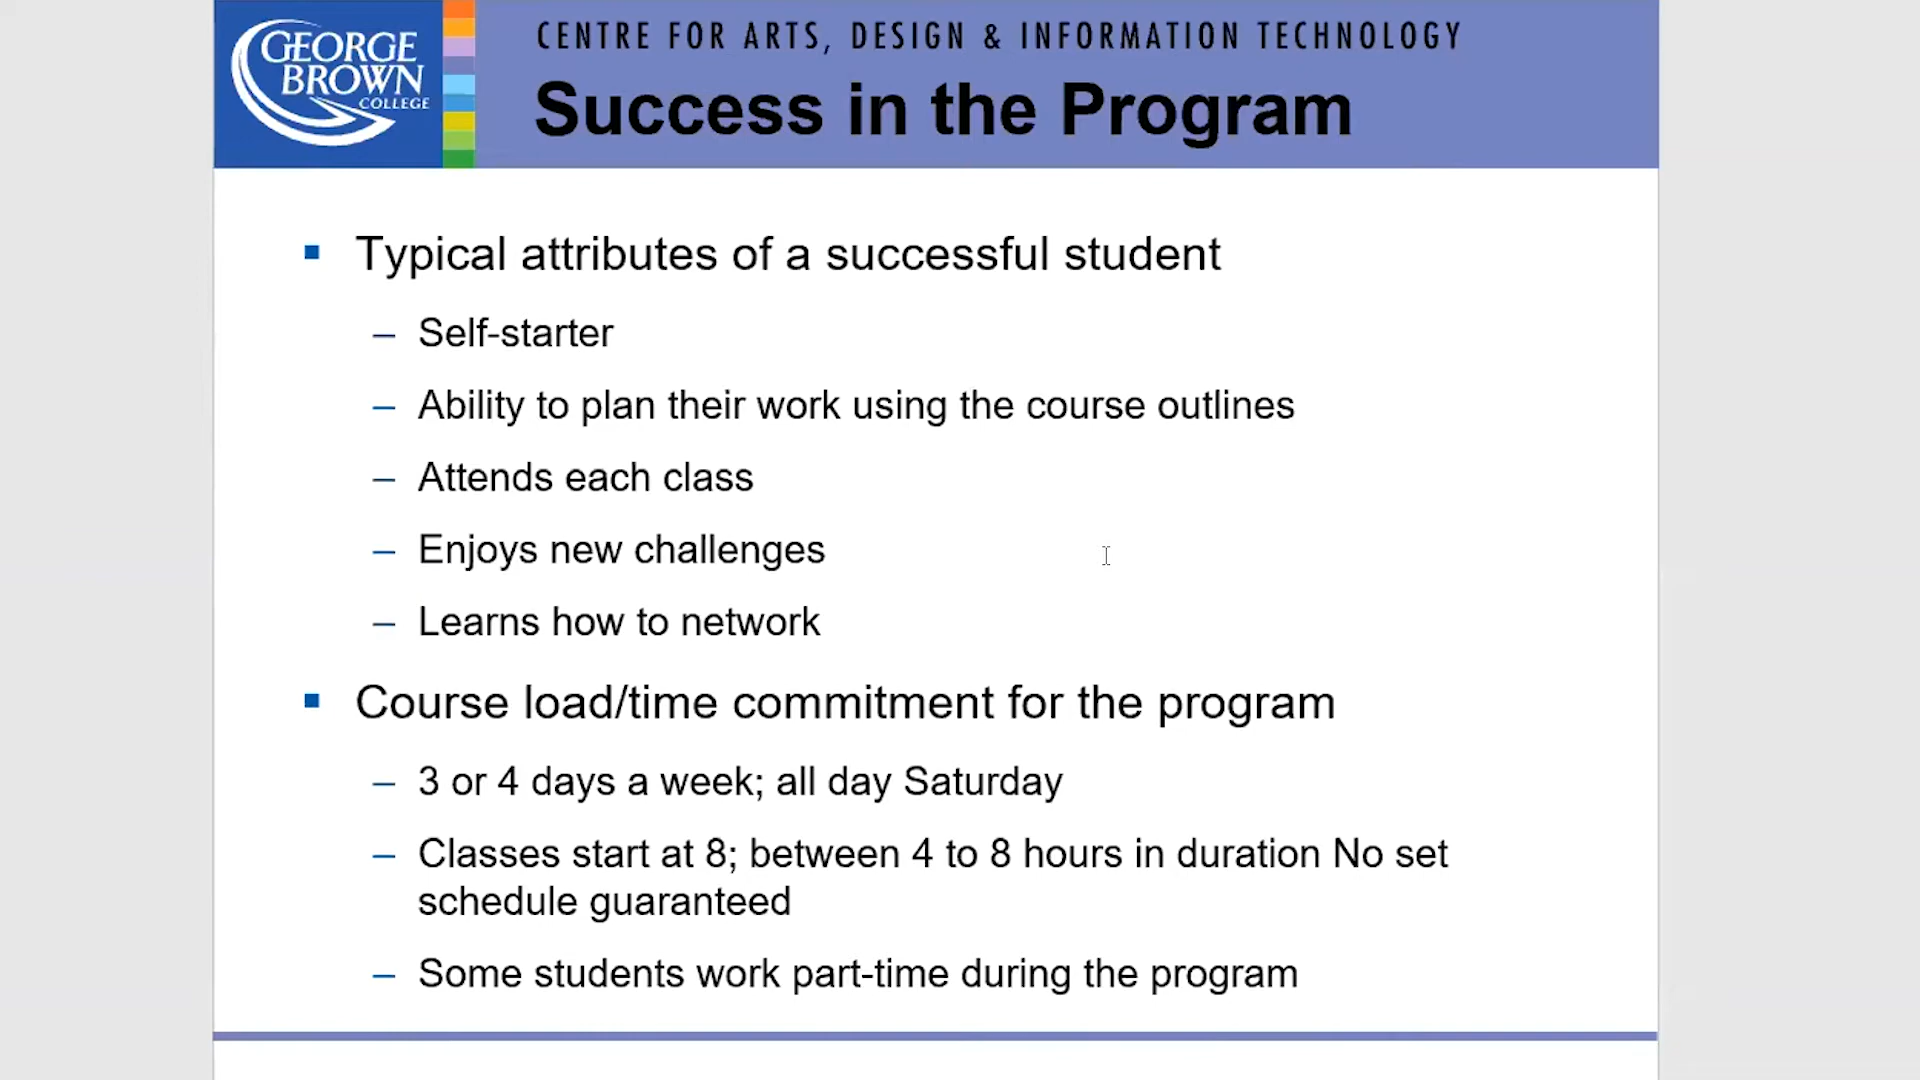 GEORGE
BROWN
COLLEGE
CENTRE FOR ARTS, DESIGN & INFORMATION TECHNOLOGY
Success in the Program
▪ Typical attributes of a successful student
– Self-starter
– Ability to plan their work using the course outlines
– Attends each class
– Enjoys new challenges
– Learns how to network
▪ Course load/time commitment for the program
– 3 or 4 days a week; all day Saturday
– Classes start at 8; between 4 to 8 hours in duration No set
schedule guaranteed
– Some students work part-time during the program